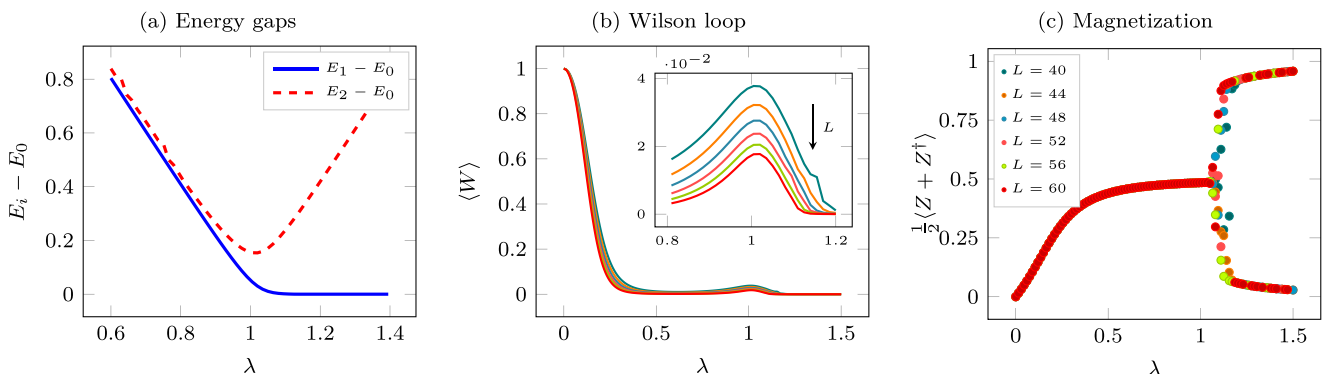 (a) Energy gaps
E₁ − E₀
E₂ − E₀
0.8
0.6
0.4
0.2
0
0.6
0.8
1
1.2
1.4
Eᵢ − E₀
λ
(b) Wilson loop
1
0.8
0.6
0.4
0.2
0
0
0.5
1
1.5
⟨W⟩
λ
·10⁻²
4
2
0
0.8
1
1.2
L
(c) Magnetization
1
0.75
0.5
0.25
0
0
0.5
1
1.5
½⟨Z + Z†⟩
λ
L = 40
L = 44
L = 48
L = 52
L = 56
L = 60